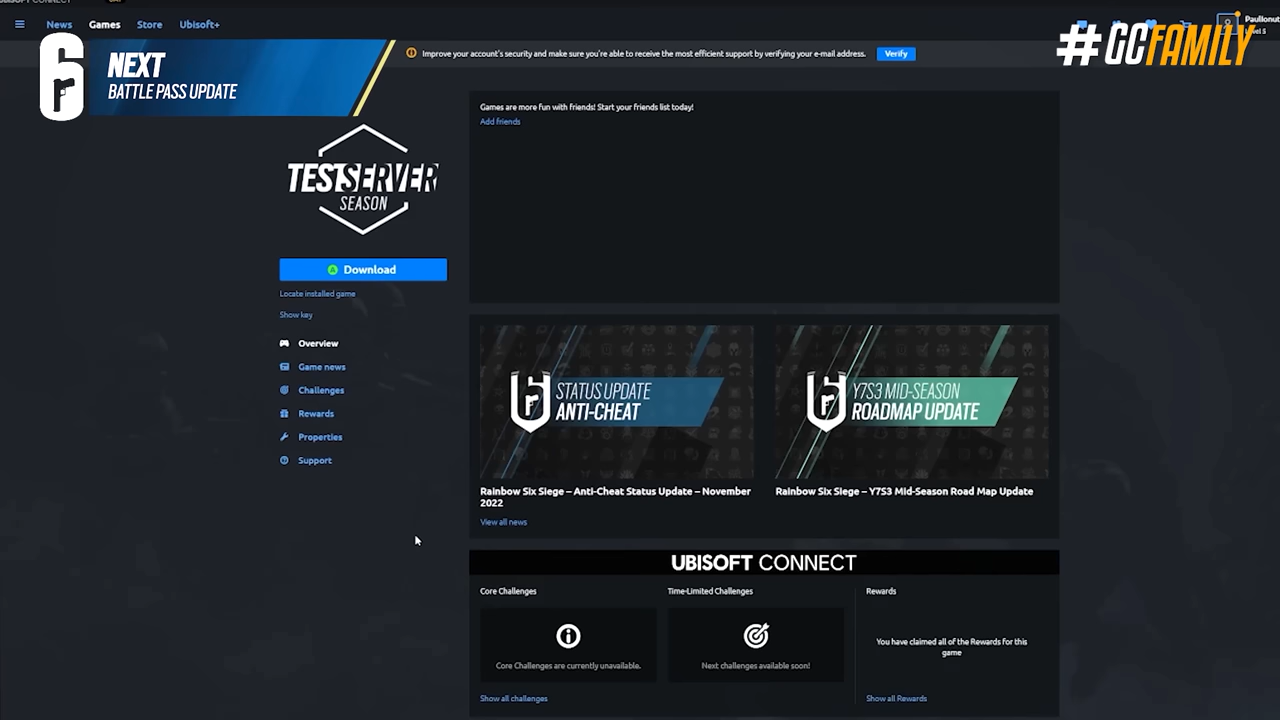 UBISOFT CONNECT
News
Games
Store
Ubisoft+
Paulionut
Level 5
#GCFAMILY
NEXT
BATTLE PASS UPDATE
Improve your account's security and make sure you're able to receive the most efficient support by verifying your e-mail address.
Verify
TESTSERVER
SEASON
A Download
Locate installed game
Show key
Overview
Game news
Challenges
Rewards
Properties
Support
Games are more fun with friends! Start your friends list today!
Add friends
STATUS UPDATE
ANTI-CHEAT
Y7S3 MID-SEASON
ROADMAP UPDATE
Rainbow Six Siege – Anti-Cheat Status Update – November
2022
Rainbow Six Siege – Y7S3 Mid-Season Road Map Update
View all news
UBISOFT CONNECT
Core Challenges
Core Challenges are currently unavailable.
Show all challenges
Time-Limited Challenges
Next challenges available soon!
Rewards
You have claimed all of the Rewards for this
game
Show all Rewards